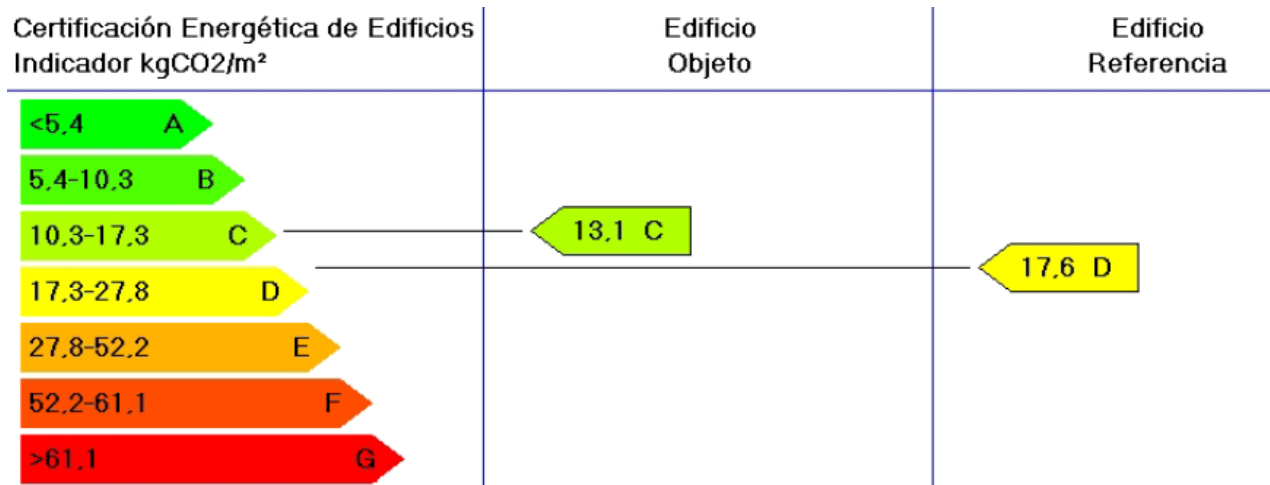 Certificación Energética de Edificios
Indicador kgCO2/m²
Edificio
Objeto
Edificio
Referencia
<5,4 A
5,4-10,3 B
10,3-17,3 C
13,1 C
17,3-27,8 D
17,6 D
27,8-52,2 E
52,2-61,1 F
>61,1 G